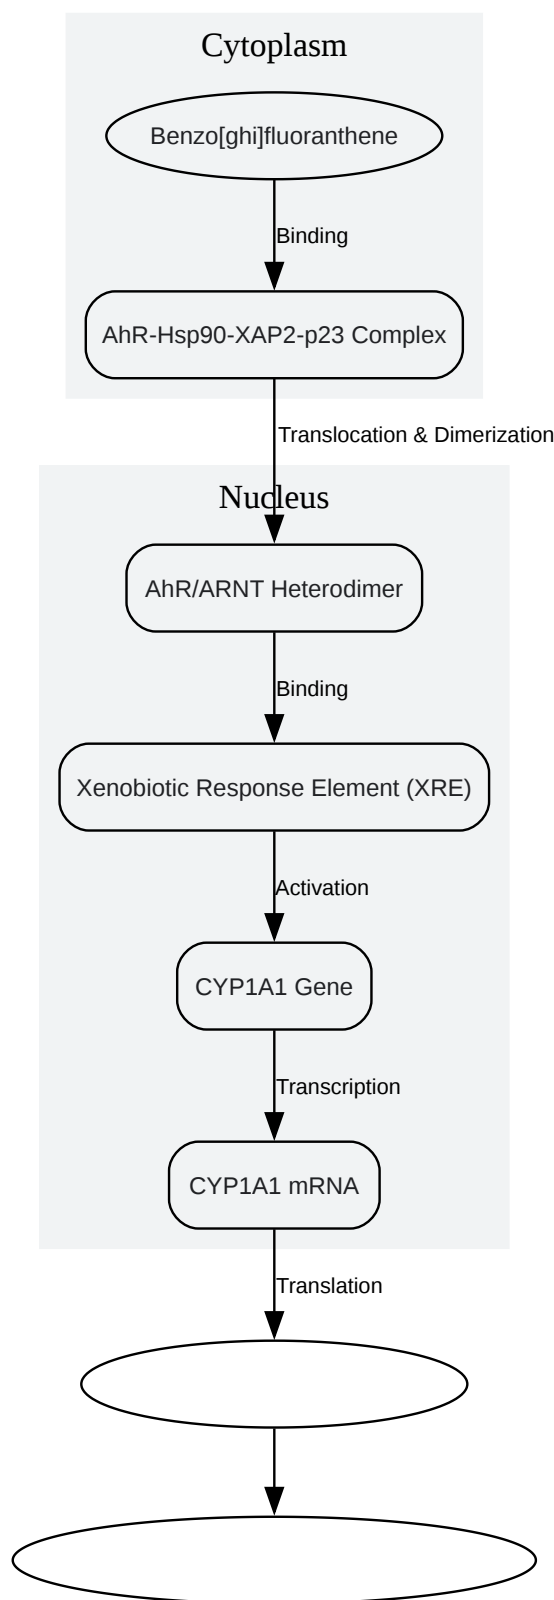 Cytoplasm
Benzo[ghi]fluoranthene
Binding
AhR-Hsp90-XAP2-p23 Complex
Translocation & Dimerization
Nucleus
AhR/ARNT Heterodimer
Binding
Xenobiotic Response Element (XRE)
Activation
CYP1A1 Gene
Transcription
CYP1A1 mRNA
Translation